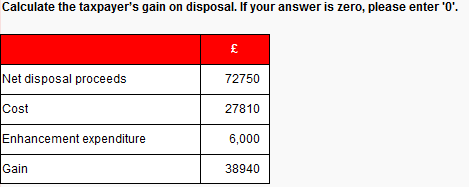 Calculate the taxpayer's gain on disposal. If your answer is zero, please enter '0'.
£
Net disposal proceeds 72750
Cost 27810
Enhancement expenditure 6,000
Gain 38940